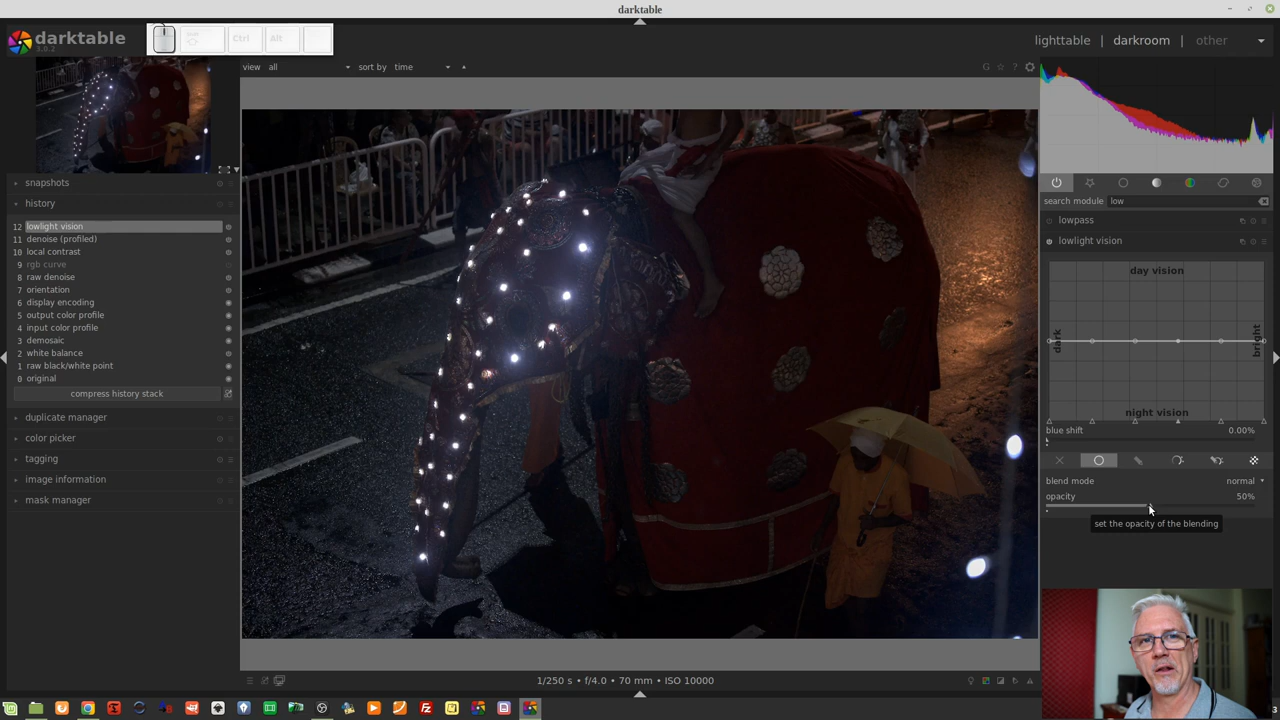 darktable
darktable
3.0.2
Ctrl
Alt
lighttable | darkroom | other
view all
sort by time
snapshots
history
12 lowlight vision
11 denoise (profiled)
10 local contrast
9 rgb curve
8 raw denoise
7 orientation
6 display encoding
5 output color profile
4 input color profile
3 demosaic
2 white balance
1 raw black/white point
0 original
compress history stack
duplicate manager
color picker
tagging
image information
mask manager
search module low
lowpass
lowlight vision
day vision
dark
bright
night vision
blue shift 0.00%
blend mode normal
opacity 50%
set the opacity of the blending
1/250 s • f/4.0 • 70 mm • ISO 10000